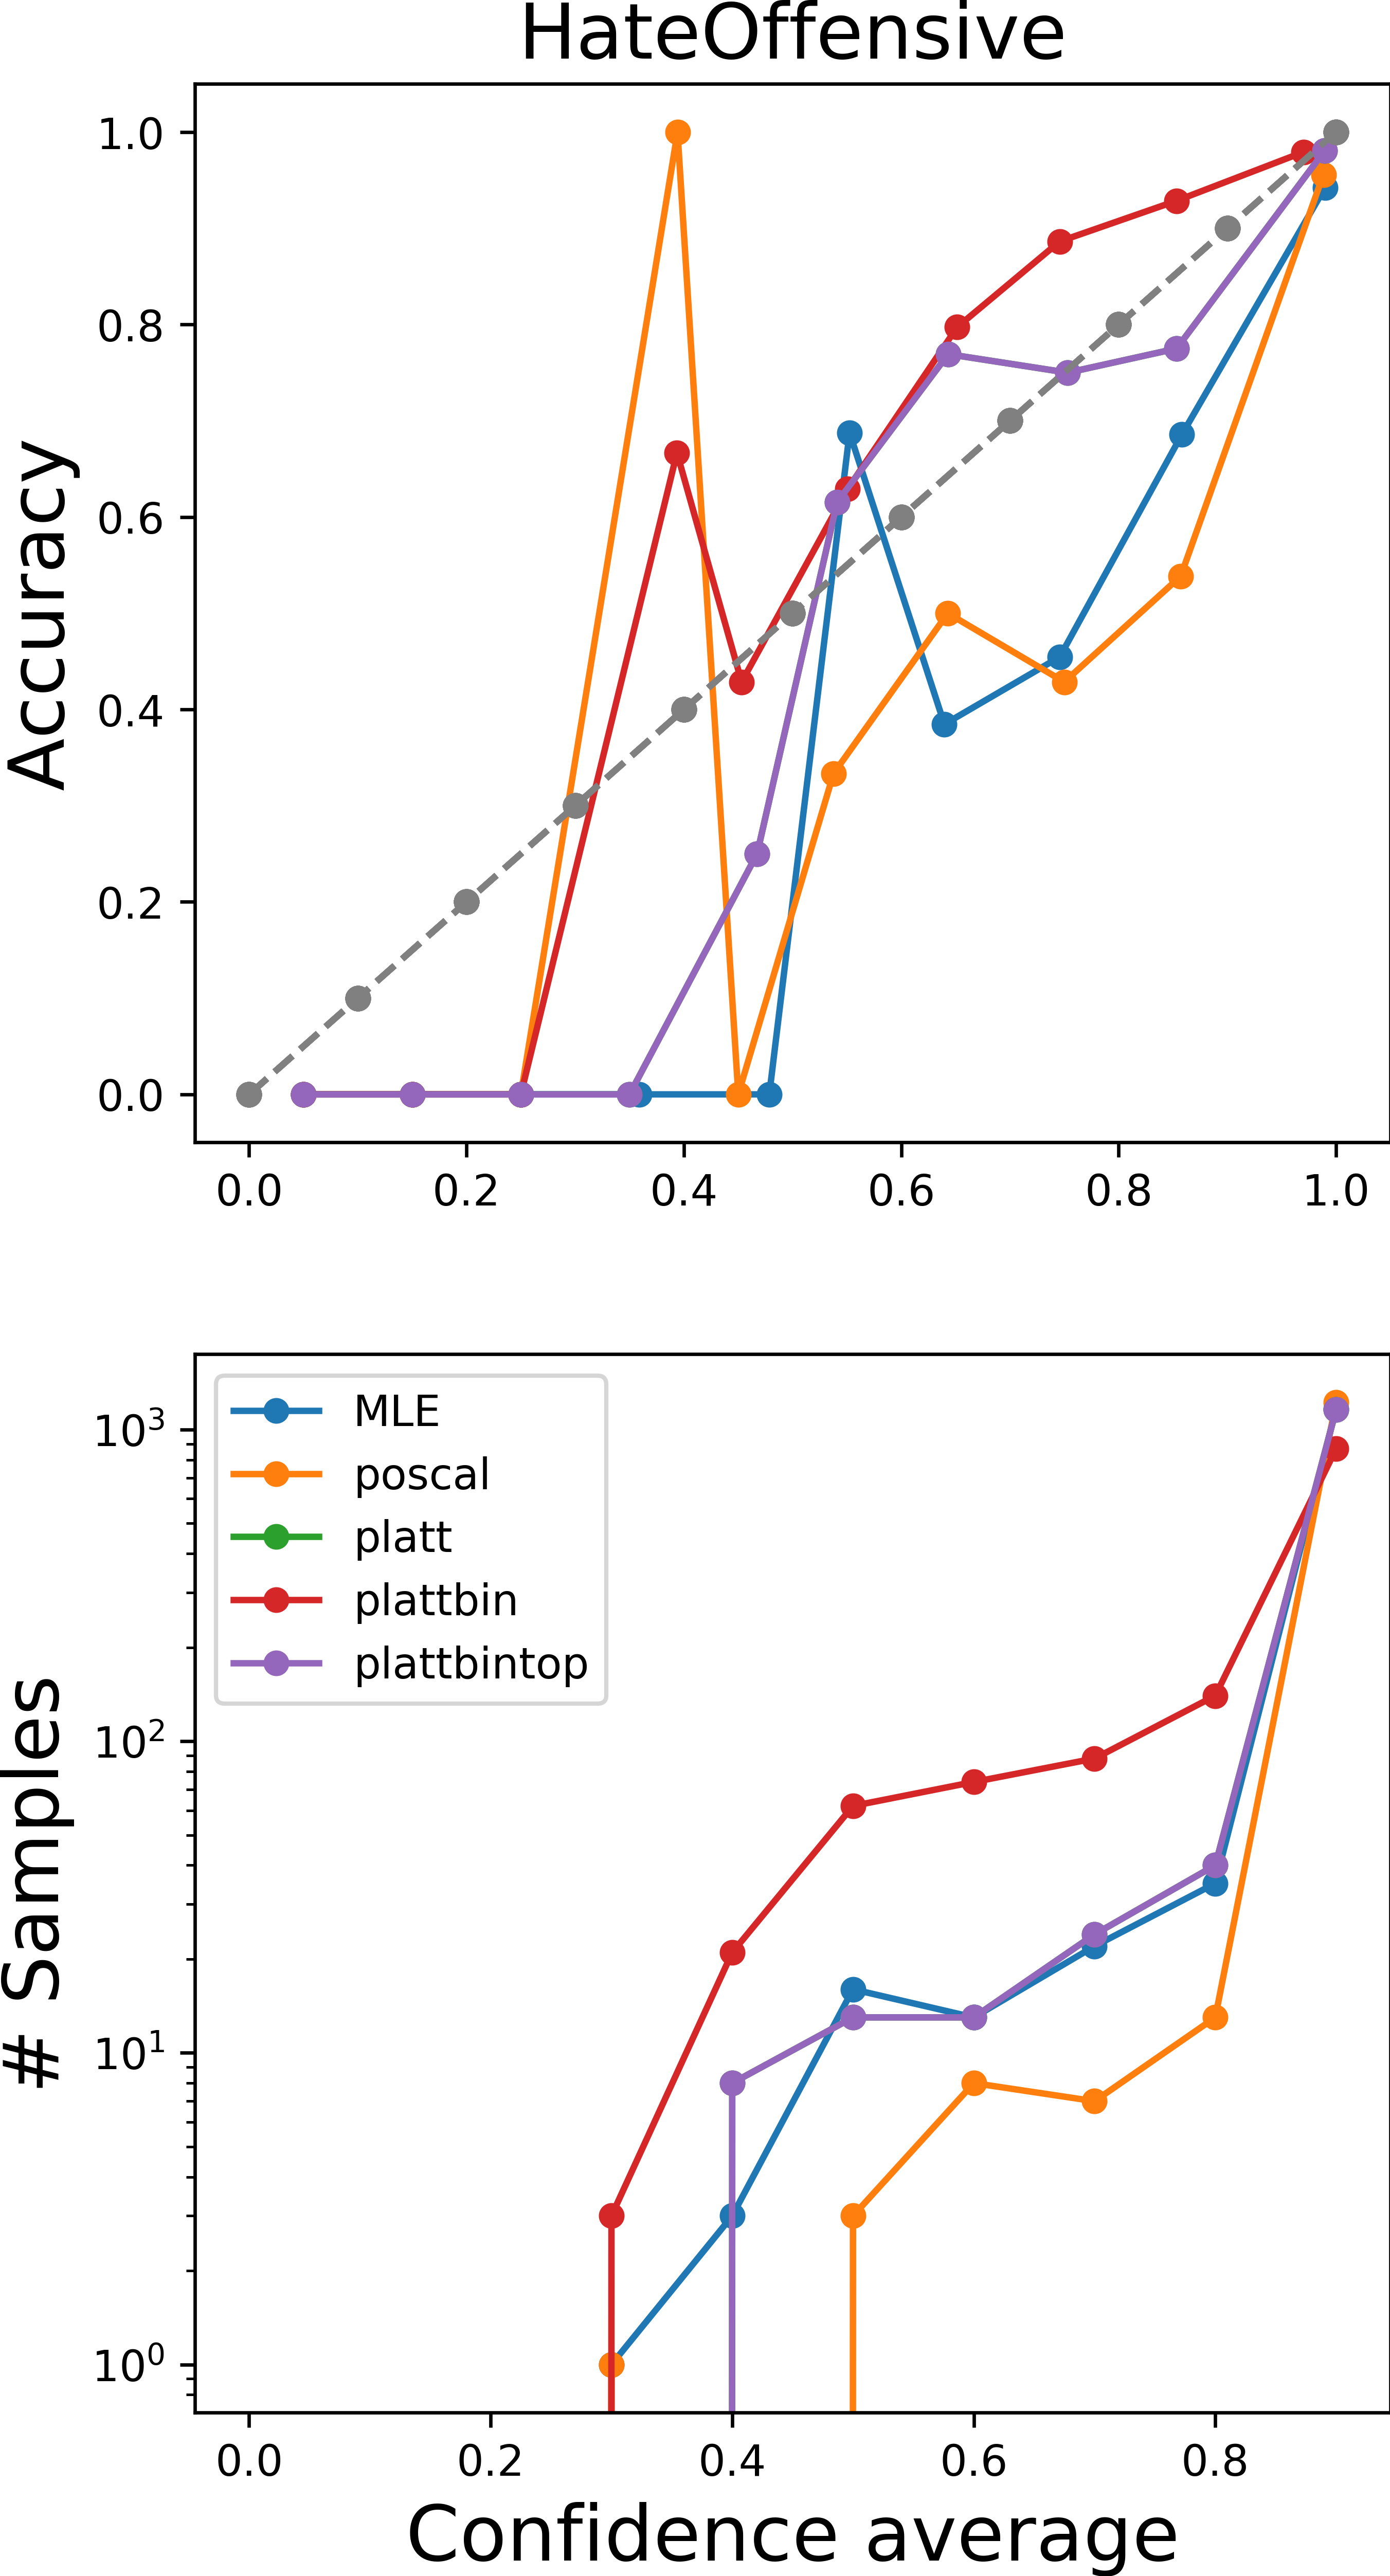 HateOffensive
Accuracy
1.0
0.8
0.6
0.4
0.2
0.0
0.0 0.2 0.4 0.6 0.8 1.0
# Samples
10³
10²
10¹
10⁰
MLE
poscal
platt
plattbin
plattbintop
0.0 0.2 0.4 0.6 0.8
Confidence average